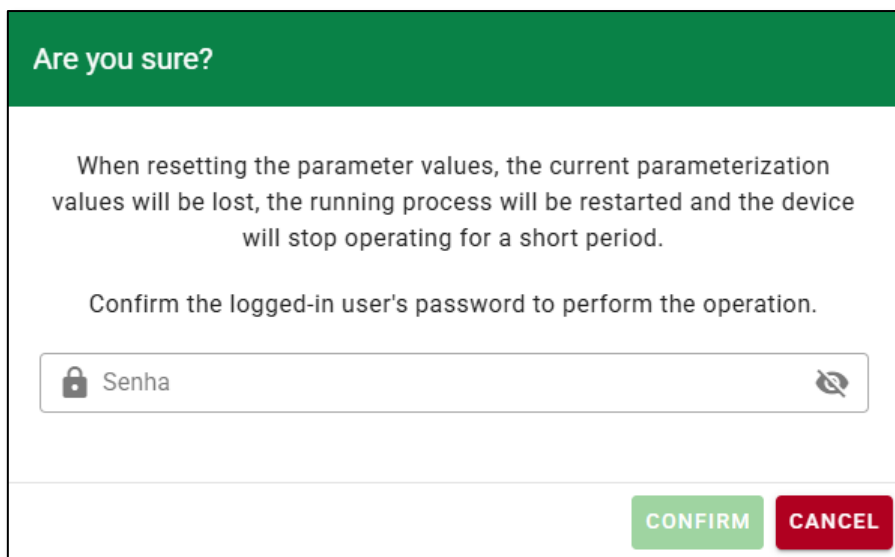 Are you sure?
When resetting the parameter values, the current parameterization
values will be lost, the running process will be restarted and the device
will stop operating for a short period.
Confirm the logged-in user's password to perform the operation.
Senha
CONFIRM
CANCEL